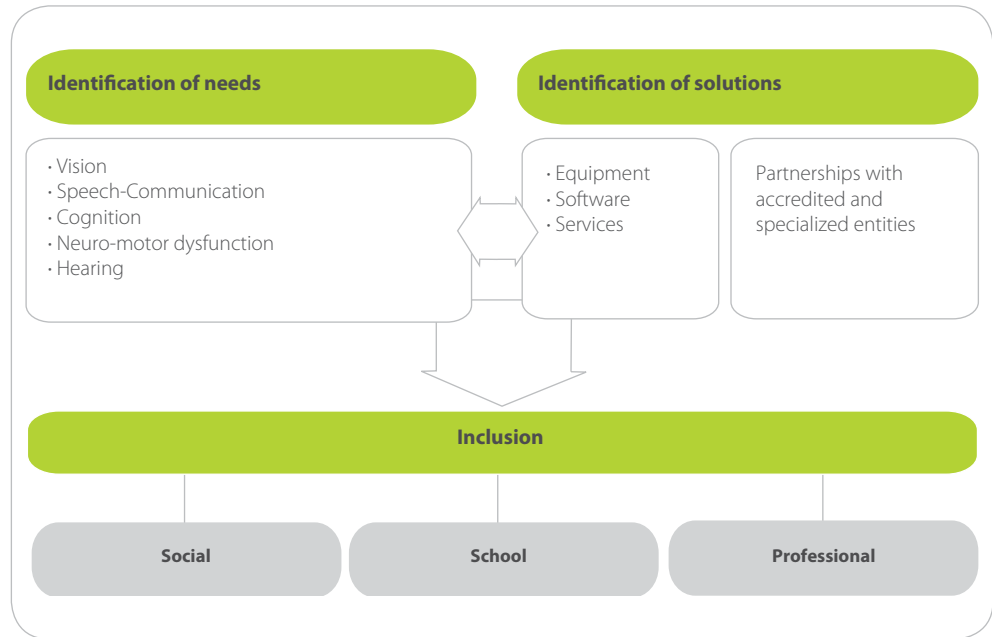 Identification of needs
· Vision
· Speech-Communication
· Cognition
· Neuro-motor dysfunction
· Hearing
Identification of solutions
· Equipment
· Software
· Services
Partnerships with
accredited and
specialized entities
Inclusion
Social
School
Professional